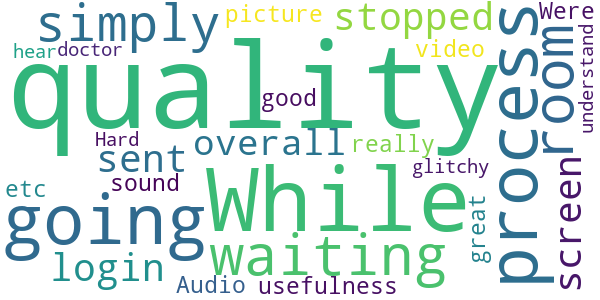 simply
picture
stopped
Were
hear
doctor
video
quality
good
process
room
understand
Hard
sent
overall
really
glitchy
sound
etc
going
While
screen
great
waiting
login
Audio
usefulness